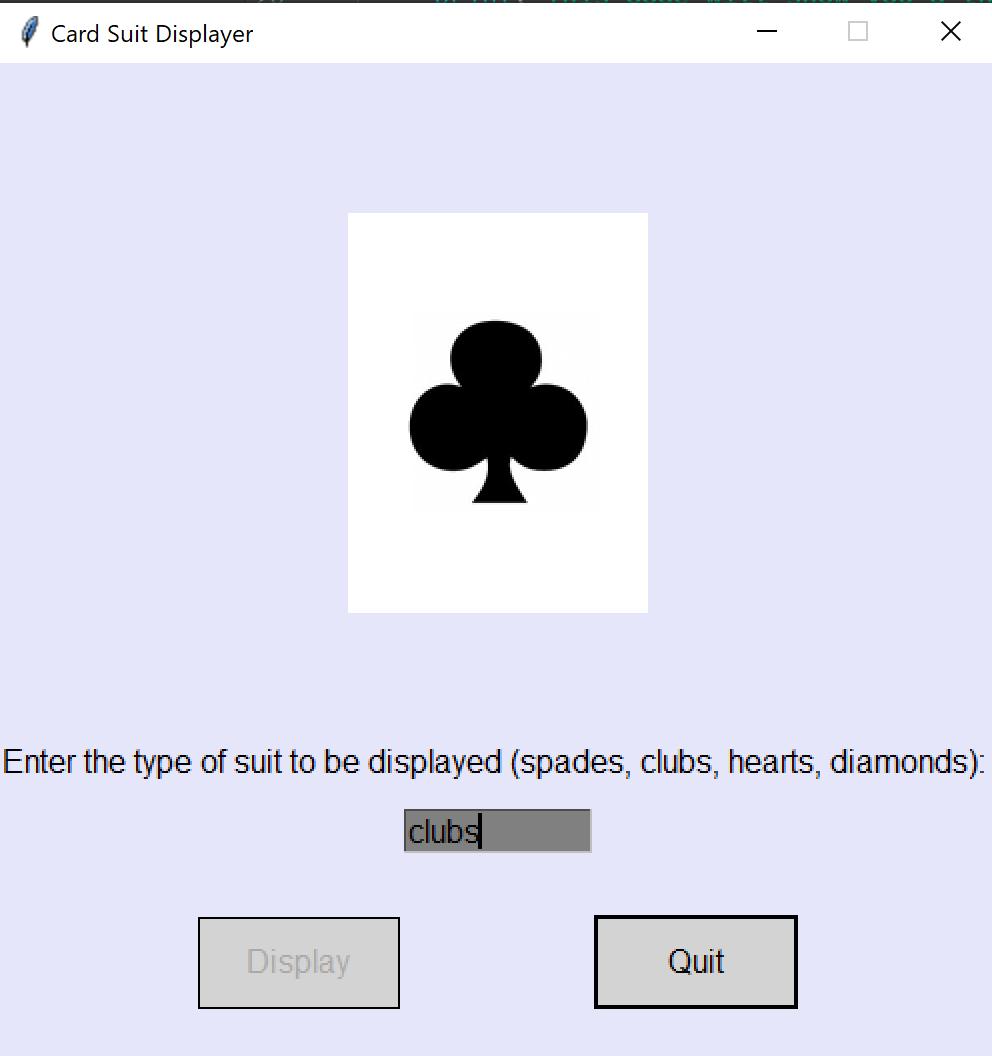 Card Suit Displayer
Enter the type of suit to be displayed (spades, clubs, hearts, diamonds):
clubs
Display
Quit